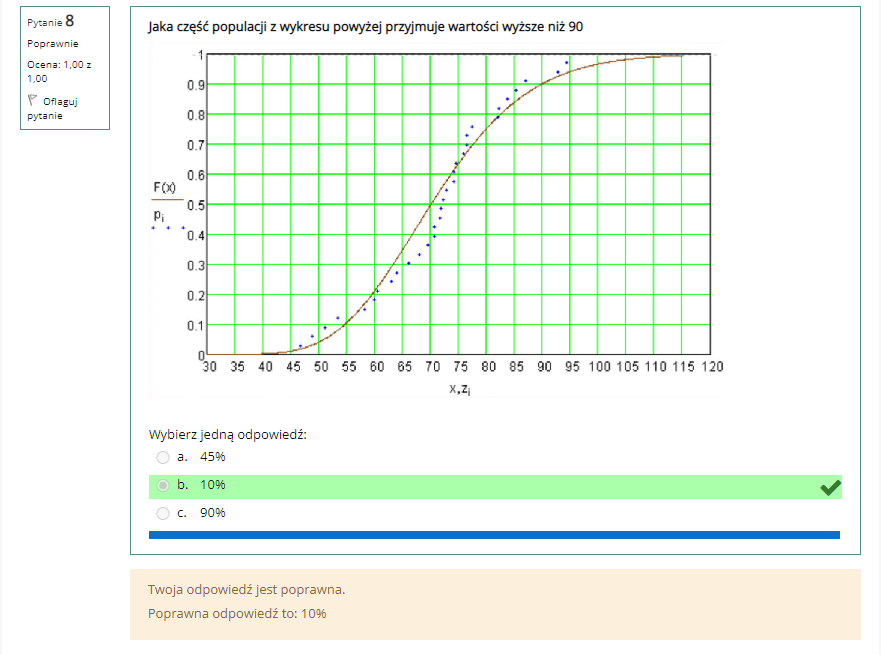 Pytanie 8
Poprawnie
Ocena: 1,00 z
1,00
Oflaguj
pytanie
Jaka część populacji z wykresu powyżej przyjmuje wartości wyższe niż 90
1
0.9
0.8
0.7
0.6
F(x)
0.5
pi
0.4
0.3
0.2
0.1
0
30 35 40 45 50 55 60 65 70 75 80 85 90 95 100 105 110 115 120
x,zi
Wybierz jedną odpowiedź:
a. 45%
b. 10%
c. 90%
Twoja odpowiedź jest poprawna.
Poprawna odpowiedź to: 10%